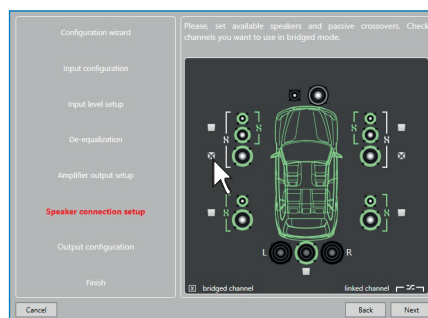 Configuration wizard
Input configuration
Input level setup
De-equalization
Amplifier output setup
Speaker connection setup
Output configuration
Finish
Please, set available speakers and passive crossovers. Check
channels you want to use in bridged mode.
L R
X bridged channel
linked channel
Cancel
Back
Next